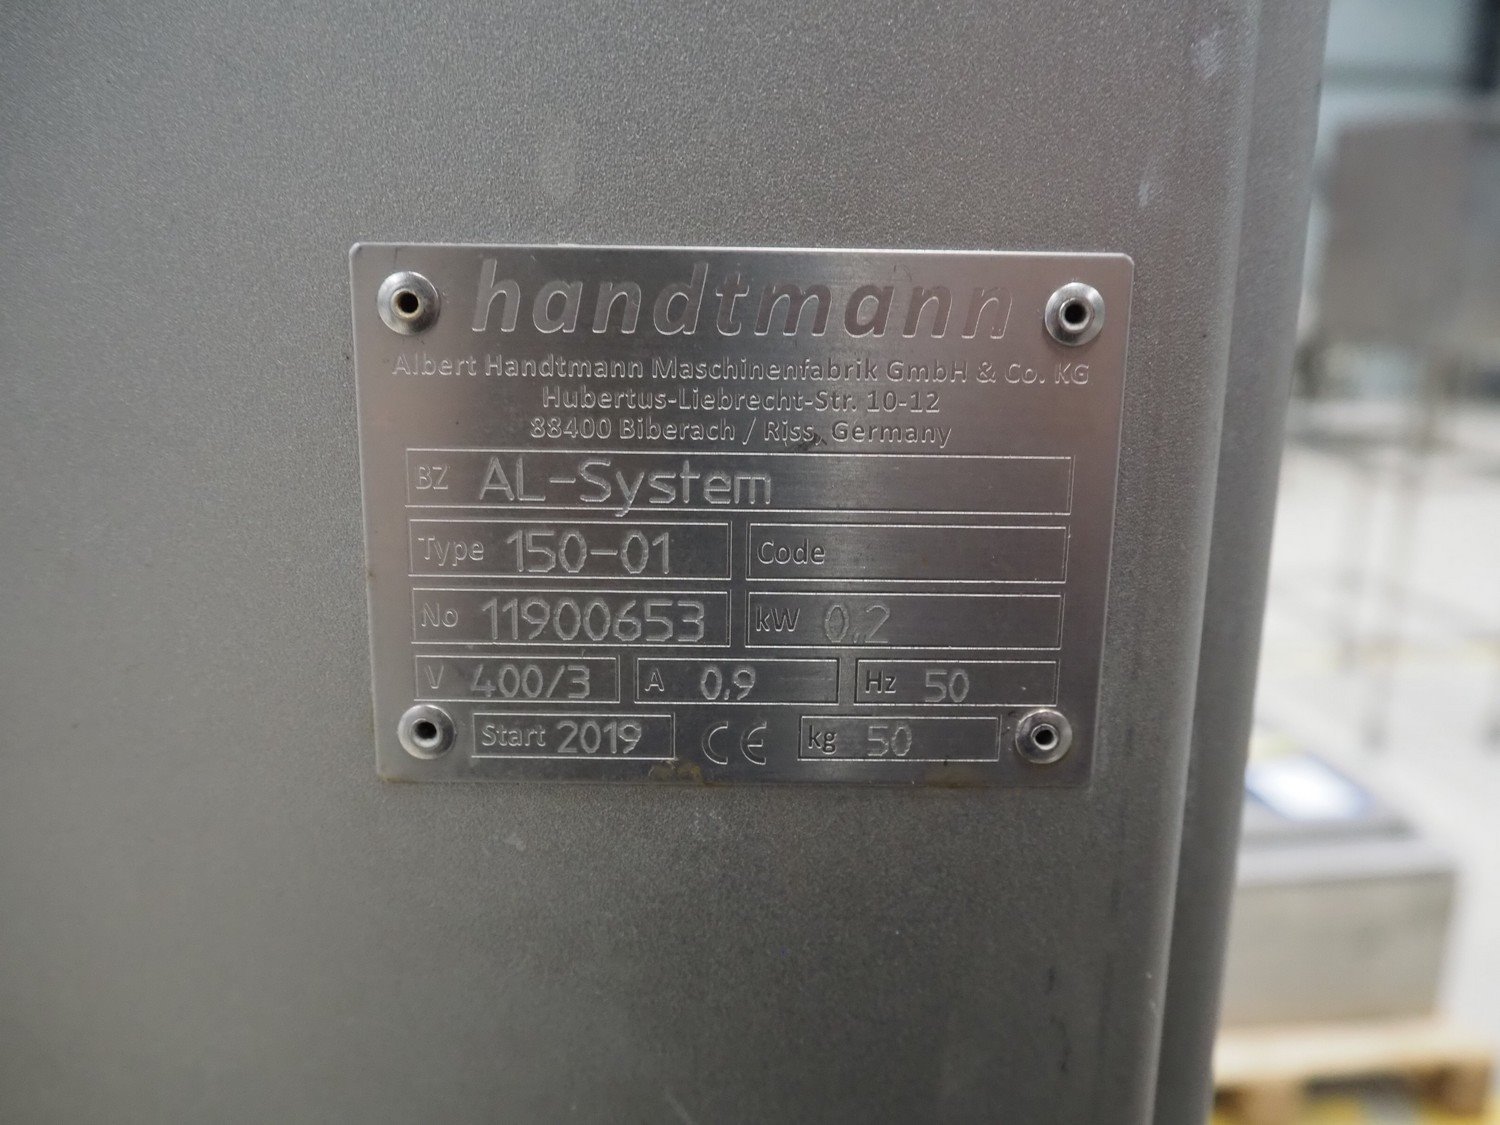 handtmann
Albert Handtmann Maschinenfabrik GmbH & Co. KG
Hubertus-Liebrecht-Str. 10-12
88400 Biberach / Riss, Germany
BZ AL-System
Type 150-01 Code
No 11900653 kW 0,2
V 400/3 A 0,9 Hz 50
Start 2019 CE kg 50